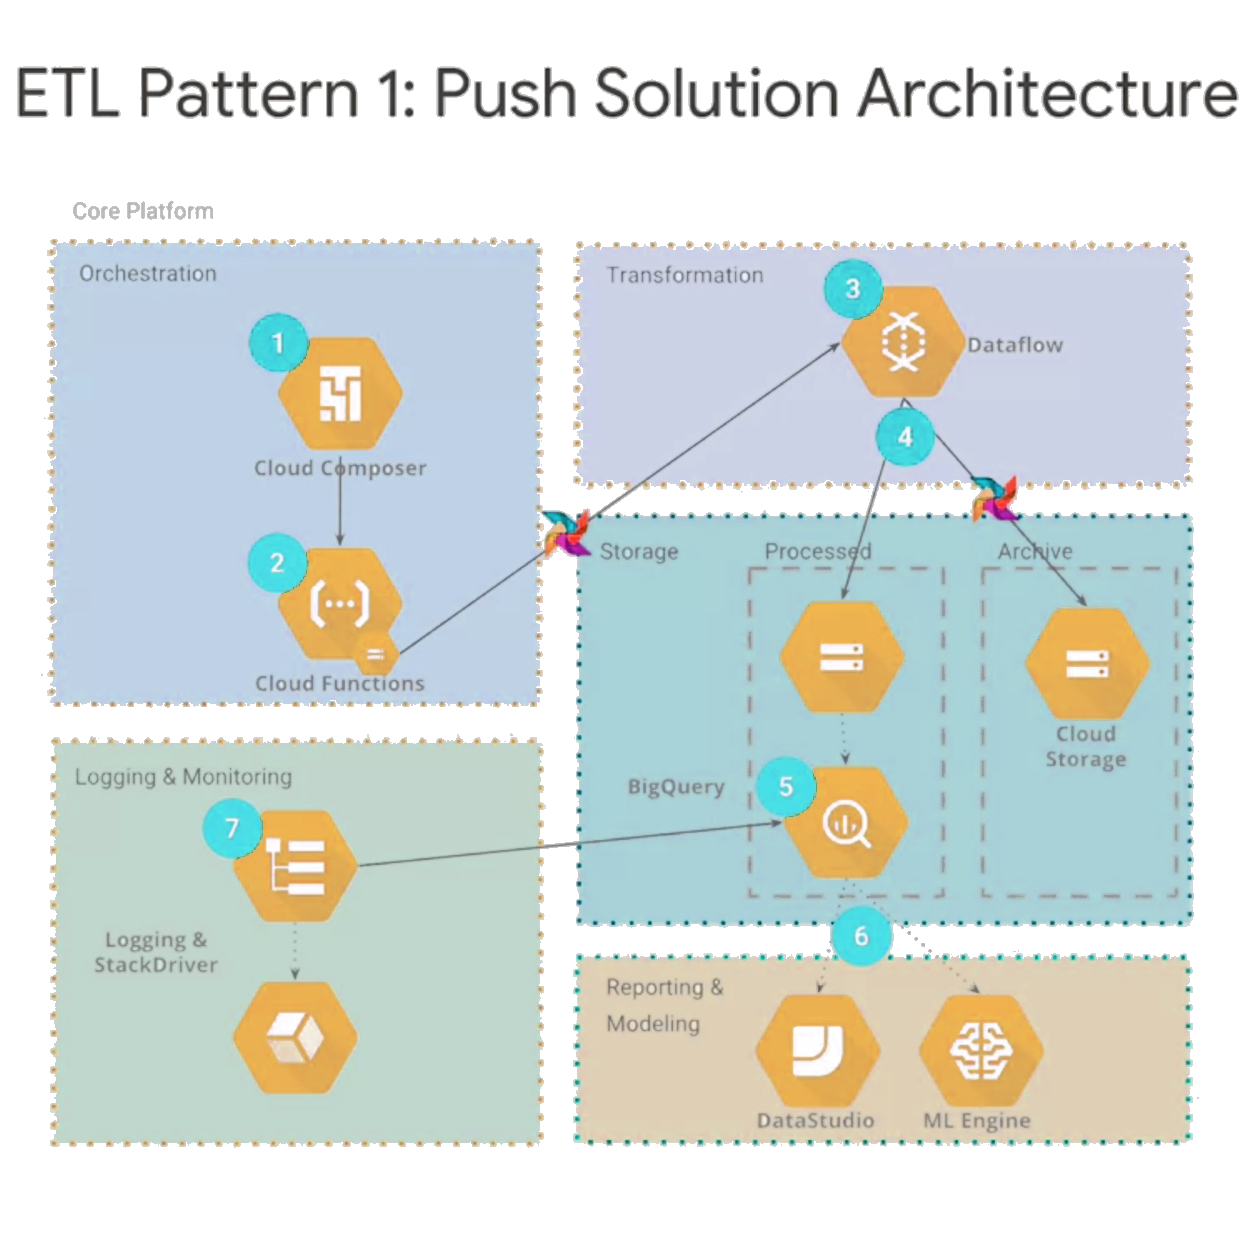 ETL Pattern 1: Push Solution Architecture
Core Platform
Orchestration
1
Cloud Composer
2
Cloud Functions
Transformation
3
Dataflow
4
Storage
Processed
Archive
Cloud
Storage
BigQuery
5
Logging & Monitoring
7
Logging &
StackDriver
6
Reporting &
Modeling
DataStudio
ML Engine